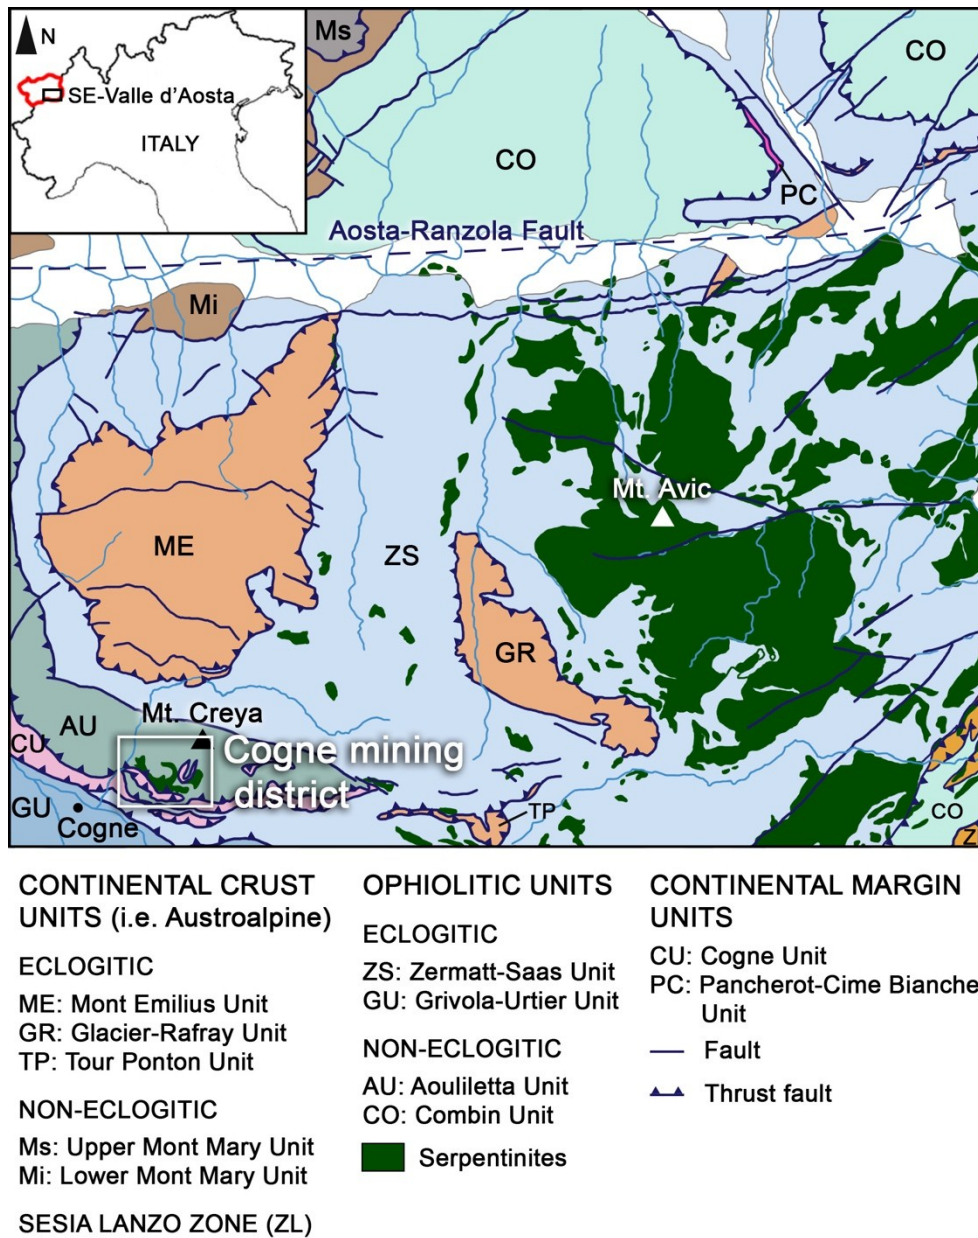 N
SE-Valle d'Aosta
ITALY
Ms
CO
CO
PC
Aosta-Ranzola Fault
Mi
Mt. Avic
ME
ZS
GR
AU
Mt. Creya
CU
Cogne mining
district
GU
Cogne
TP
CO
Z
CONTINENTAL CRUST
UNITS (i.e. Austroalpine)
ECLOGITIC
ME: Mont Emilius Unit
GR: Glacier-Rafray Unit
TP: Tour Ponton Unit
NON-ECLOGITIC
Ms: Upper Mont Mary Unit
Mi: Lower Mont Mary Unit
SESIA LANZO ZONE (ZL)
OPHIOLITIC UNITS
ECLOGITIC
ZS: Zermatt-Saas Unit
GU: Grivola-Urtier Unit
NON-ECLOGITIC
AU: Aouliletta Unit
CO: Combin Unit
Serpentinites
CONTINENTAL MARGIN
UNITS
CU: Cogne Unit
PC: Pancherot-Cime Bianche
Unit
Fault
Thrust fault